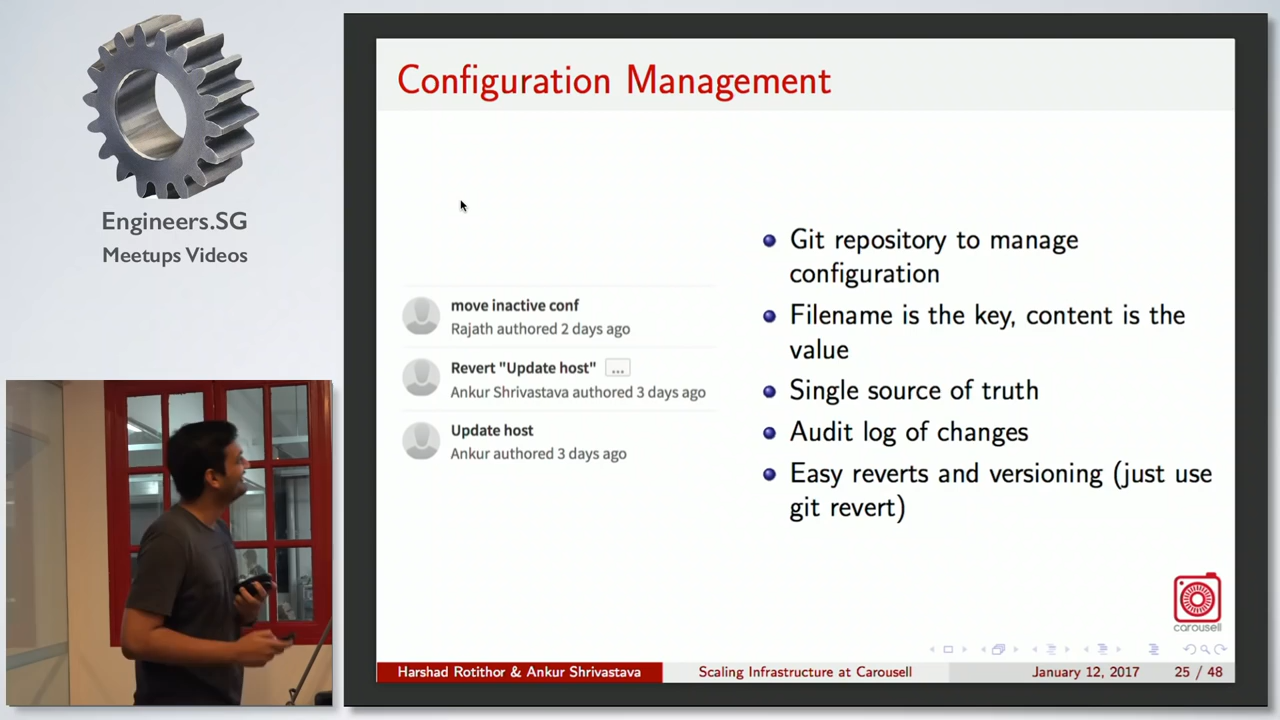 Engineers.SG
Meetups Videos
Configuration Management
move inactive conf
Rajath authored 2 days ago
Revert "Update host" ...
Ankur Shrivastava authored 3 days ago
Update host
Ankur authored 3 days ago
Git repository to manage
configuration
Filename is the key, content is the
value
Single source of truth
Audit log of changes
Easy reverts and versioning (just use
git revert)
carousell
Harshad Rotithor & Ankur Shrivastava
Scaling Infrastructure at Carousell
January 12, 2017
25 / 48